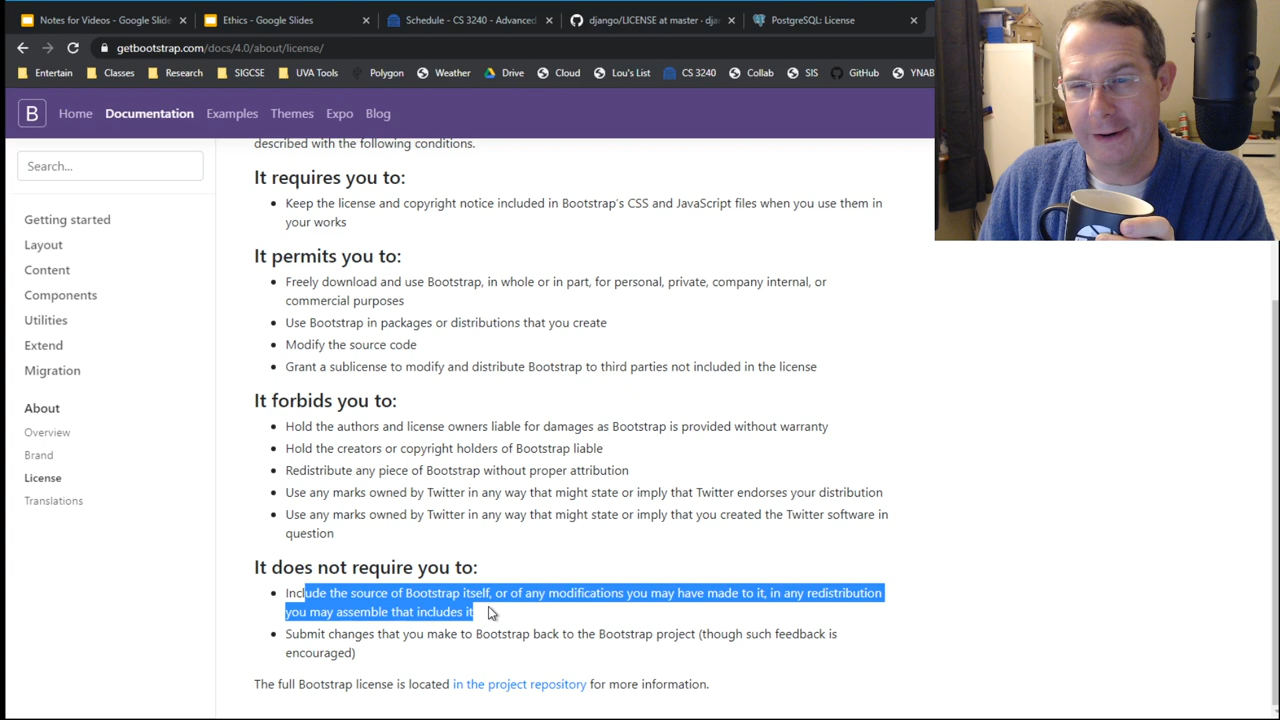 Notes for Videos - Google Slide
Ethics - Google Slides
Schedule - CS 3240 - Advanced
django/LICENSE at master · djan
PostgreSQL: License
getbootstrap.com/docs/4.0/about/license/
Entertain
Classes
Research
SIGCSE
UVA Tools
Polygon
Weather
Drive
Cloud
Lou's List
CS 3240
Collab
SIS
GitHub
YNAB
B
Home
Documentation
Examples
Themes
Expo
Blog
Search...
Getting started
Layout
Content
Components
Utilities
Extend
Migration
About
Overview
Brand
License
Translations
described with the following conditions.
It requires you to:
Keep the license and copyright notice included in Bootstrap's CSS and JavaScript files when you use them in
your works
It permits you to:
Freely download and use Bootstrap, in whole or in part, for personal, private, company internal, or
commercial purposes
Use Bootstrap in packages or distributions that you create
Modify the source code
Grant a sublicense to modify and distribute Bootstrap to third parties not included in the license
It forbids you to:
Hold the authors and license owners liable for damages as Bootstrap is provided without warranty
Hold the creators or copyright holders of Bootstrap liable
Redistribute any piece of Bootstrap without proper attribution
Use any marks owned by Twitter in any way that might state or imply that Twitter endorses your distribution
Use any marks owned by Twitter in any way that might state or imply that you created the Twitter software in
question
It does not require you to:
Include the source of Bootstrap itself, or of any modifications you may have made to it, in any redistribution
you may assemble that includes it
Submit changes that you make to Bootstrap back to the Bootstrap project (though such feedback is
encouraged)
The full Bootstrap license is located in the project repository for more information.